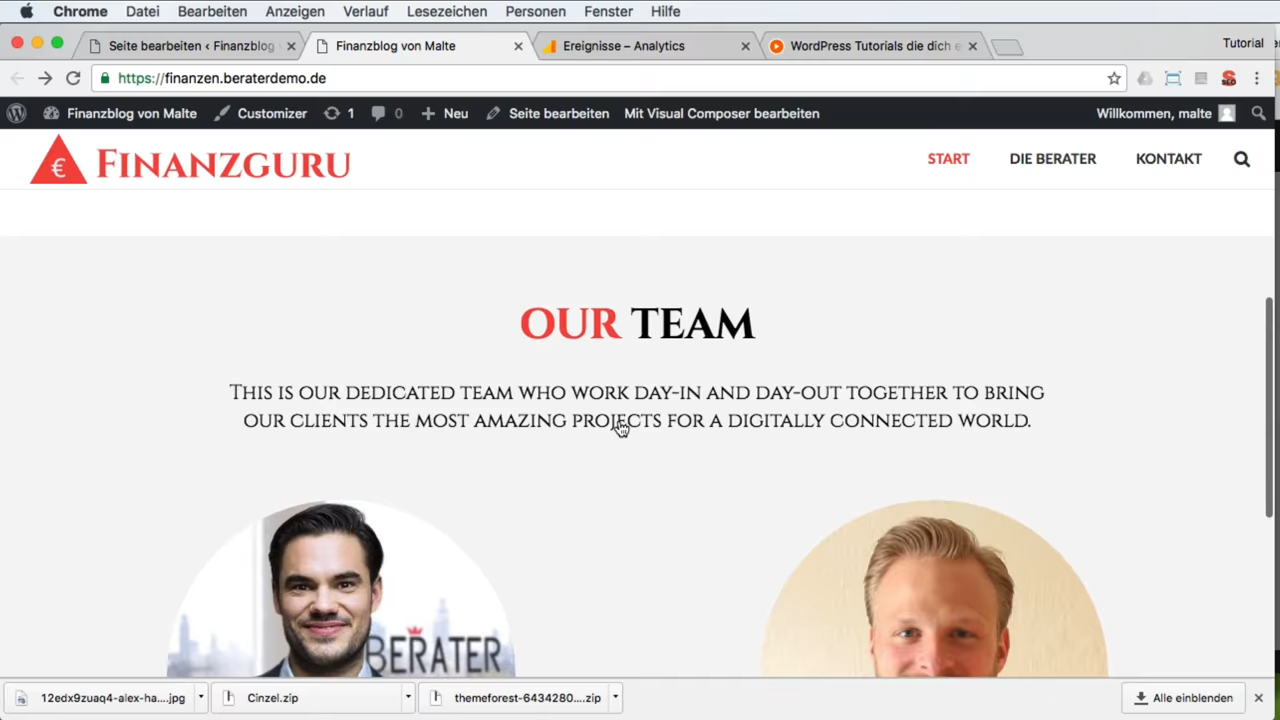 Chrome Datei Bearbeiten Anzeigen Verlauf Lesezeichen Personen Fenster Hilfe
Seite bearbeiten ‹ Finanzblog
Finanzblog von Malte
Ereignisse – Analytics
WordPress Tutorials die dich e
Tutorial
https://finanzen.beraterdemo.de
Finanzblog von Malte Customizer 1 0 Neu Seite bearbeiten Mit Visual Composer bearbeiten Willkommen, malte
€ FINANZGURU
START DIE BERATER KONTAKT
OUR TEAM
THIS IS OUR DEDICATED TEAM WHO WORK DAY-IN AND DAY-OUT TOGETHER TO BRING
OUR CLIENTS THE MOST AMAZING PROJECTS FOR A DIGITALLY CONNECTED WORLD.
BERATER
12edx9zuaq4-alex-ha....jpg
Cinzel.zip
themeforest-6434280....zip
Alle einblenden